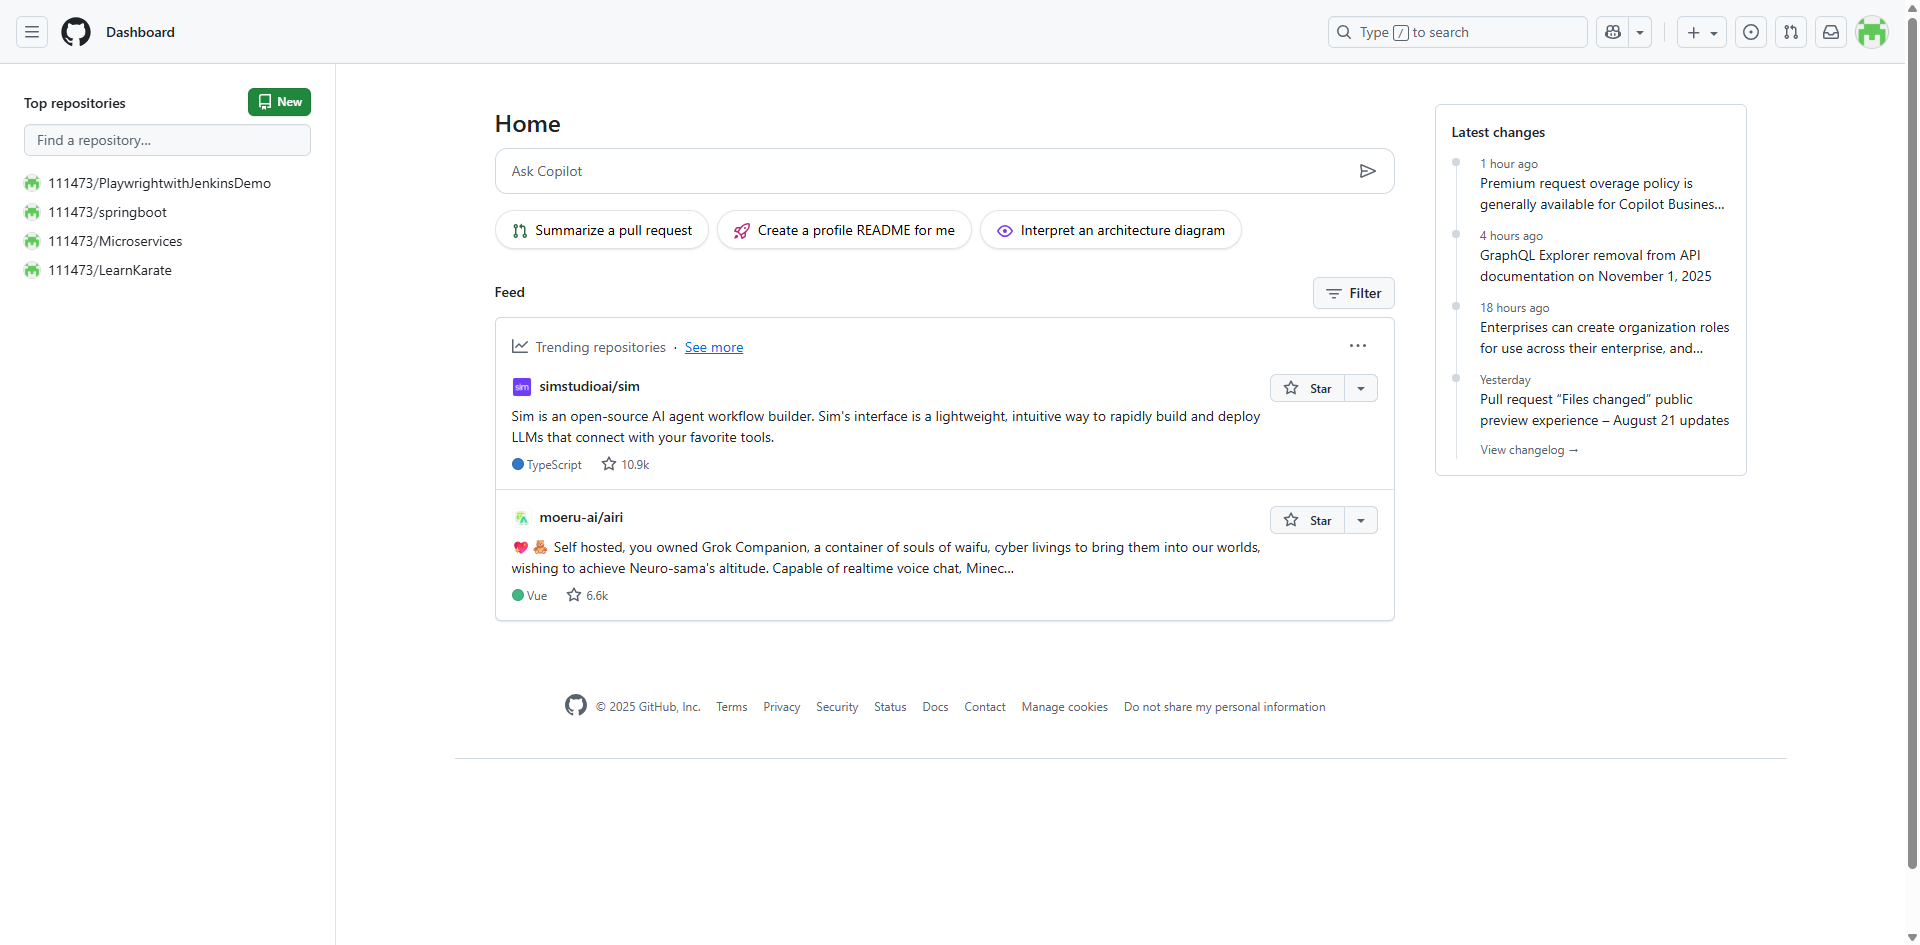 Dashboard
Type / to search
Top repositories
New
Find a repository...
111473/PlaywrightwithJenkinsDemo
111473/springboot
111473/Microservices
111473/LearnKarate
Home
Ask Copilot
Summarize a pull request
Create a profile README for me
Interpret an architecture diagram
Feed
Filter
Trending repositories · See more
sim
simstudioai/sim
Star
Sim is an open-source AI agent workflow builder. Sim's interface is a lightweight, intuitive way to rapidly build and deploy
LLMs that connect with your favorite tools.
TypeScript
10.9k
moeru-ai/airi
Star
💖 🧸 Self hosted, you owned Grok Companion, a container of souls of waifu, cyber livings to bring them into our worlds,
wishing to achieve Neuro-sama's altitude. Capable of realtime voice chat, Minec...
Vue
6.6k
Latest changes
1 hour ago
Premium request overage policy is
generally available for Copilot Busines...
4 hours ago
GraphQL Explorer removal from API
documentation on November 1, 2025
18 hours ago
Enterprises can create organization roles
for use across their enterprise, and...
Yesterday
Pull request “Files changed” public
preview experience – August 21 updates
View changelog →
© 2025 GitHub, Inc.
Terms
Privacy
Security
Status
Docs
Contact
Manage cookies
Do not share my personal information